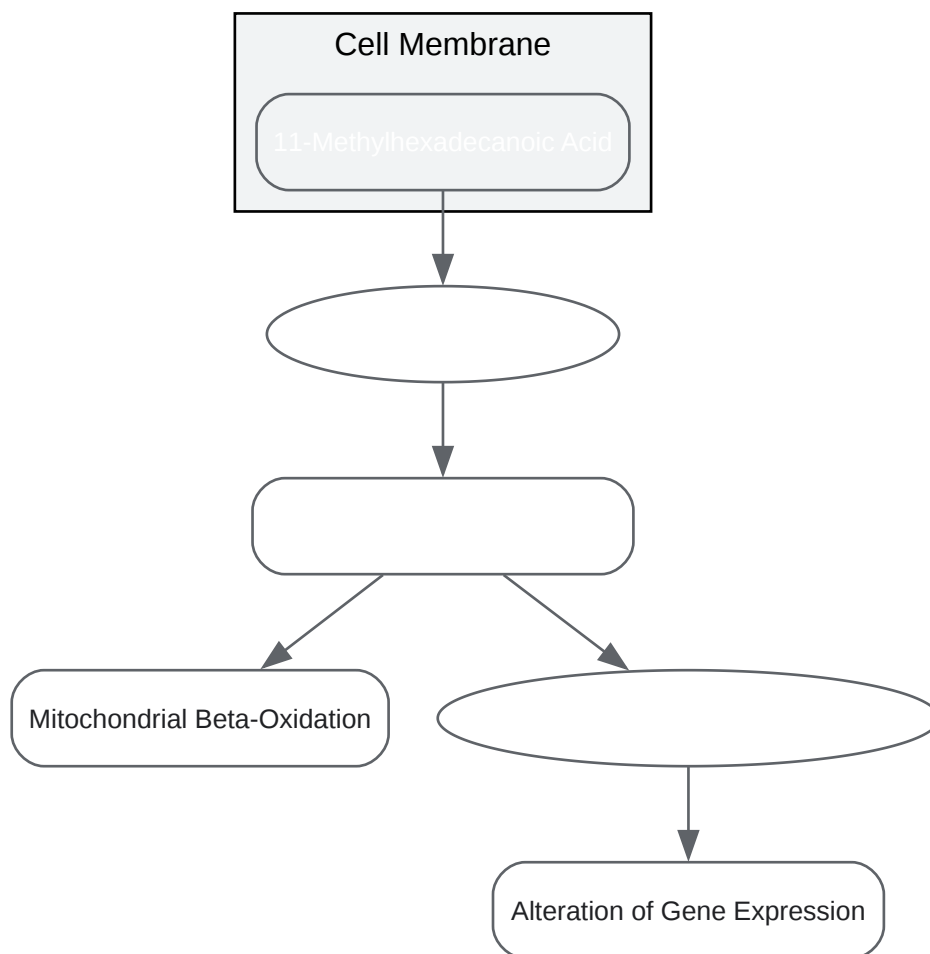 Cell Membrane
11-Methylhexadecanoic Acid
Mitochondrial Beta-Oxidation
Alteration of Gene Expression